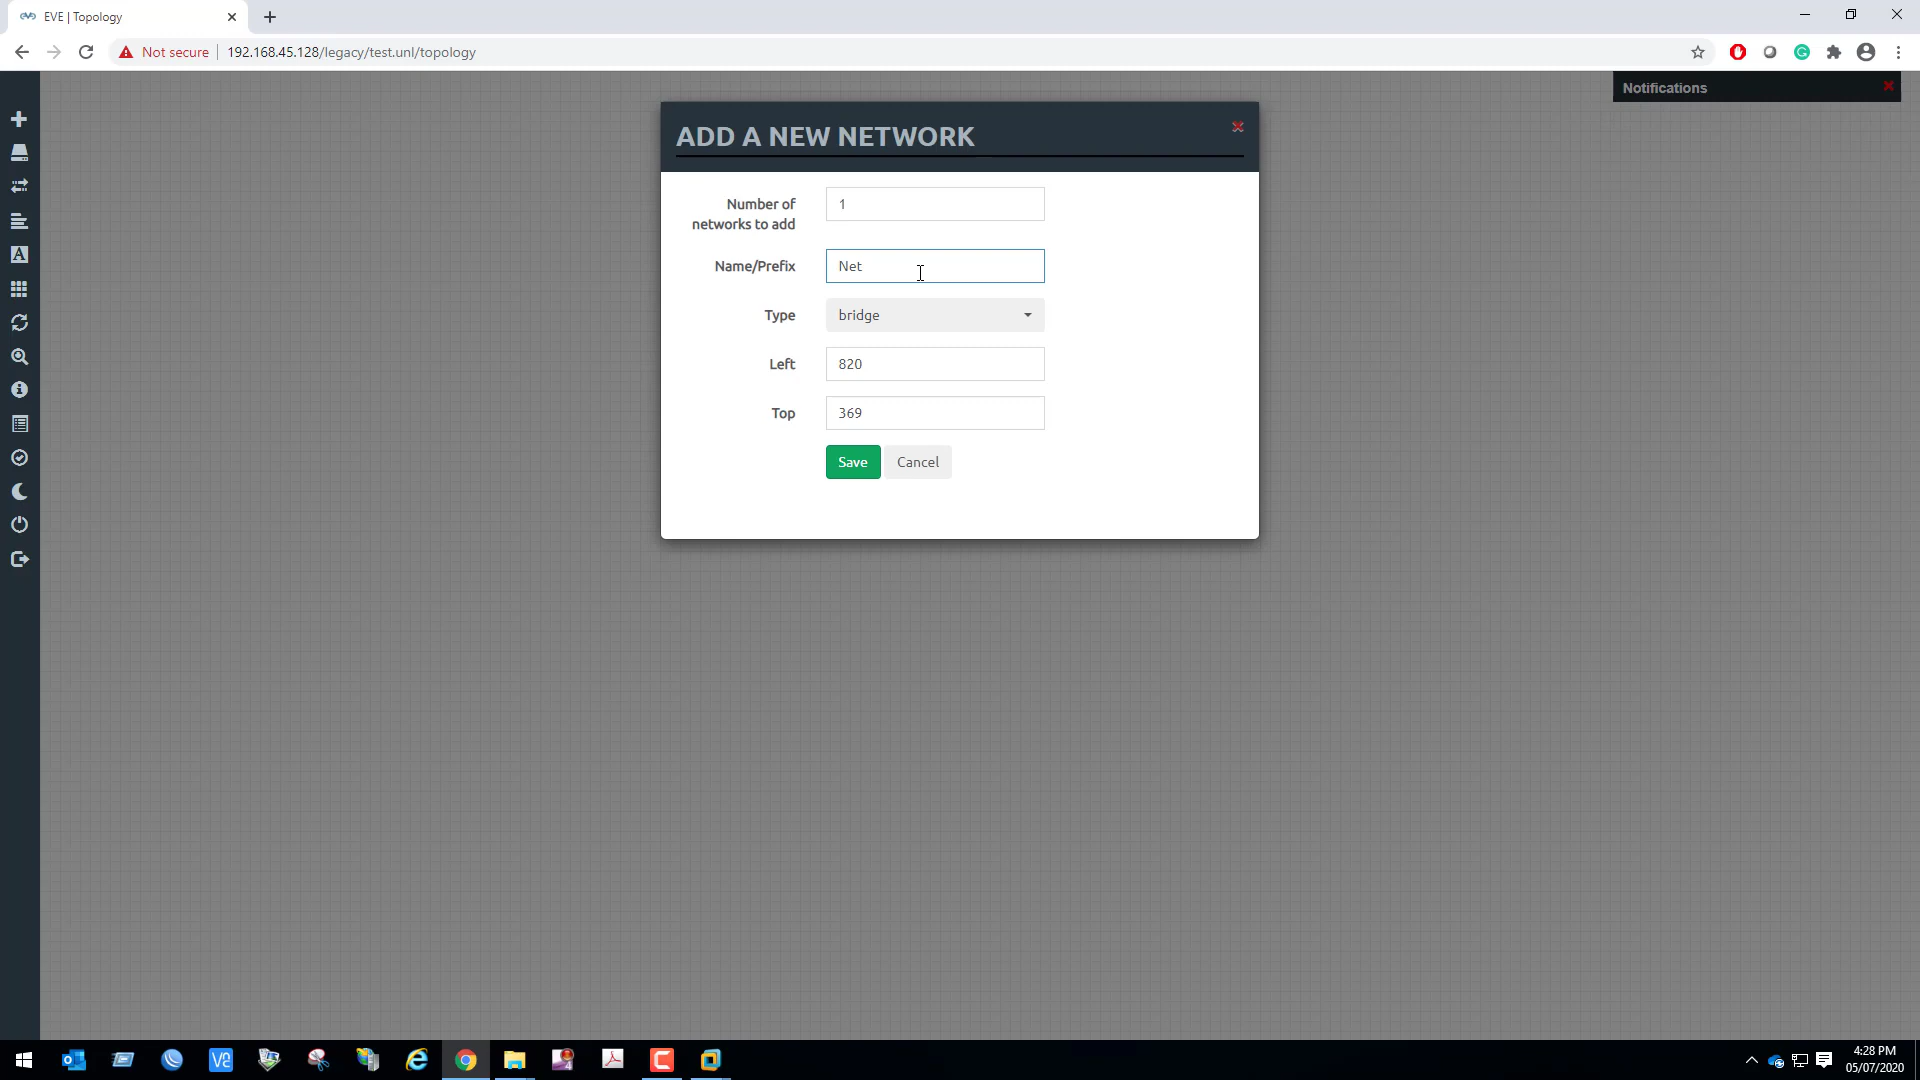 EVE | Topology
Not secure
192.168.45.128/legacy/test.unl/topology
Notifications
ADD A NEW NETWORK
Number of
networks to add
1
Name/Prefix
Net
Type
bridge
Left
820
Top
369
Save
Cancel
A
4:28 PM
05/07/2020